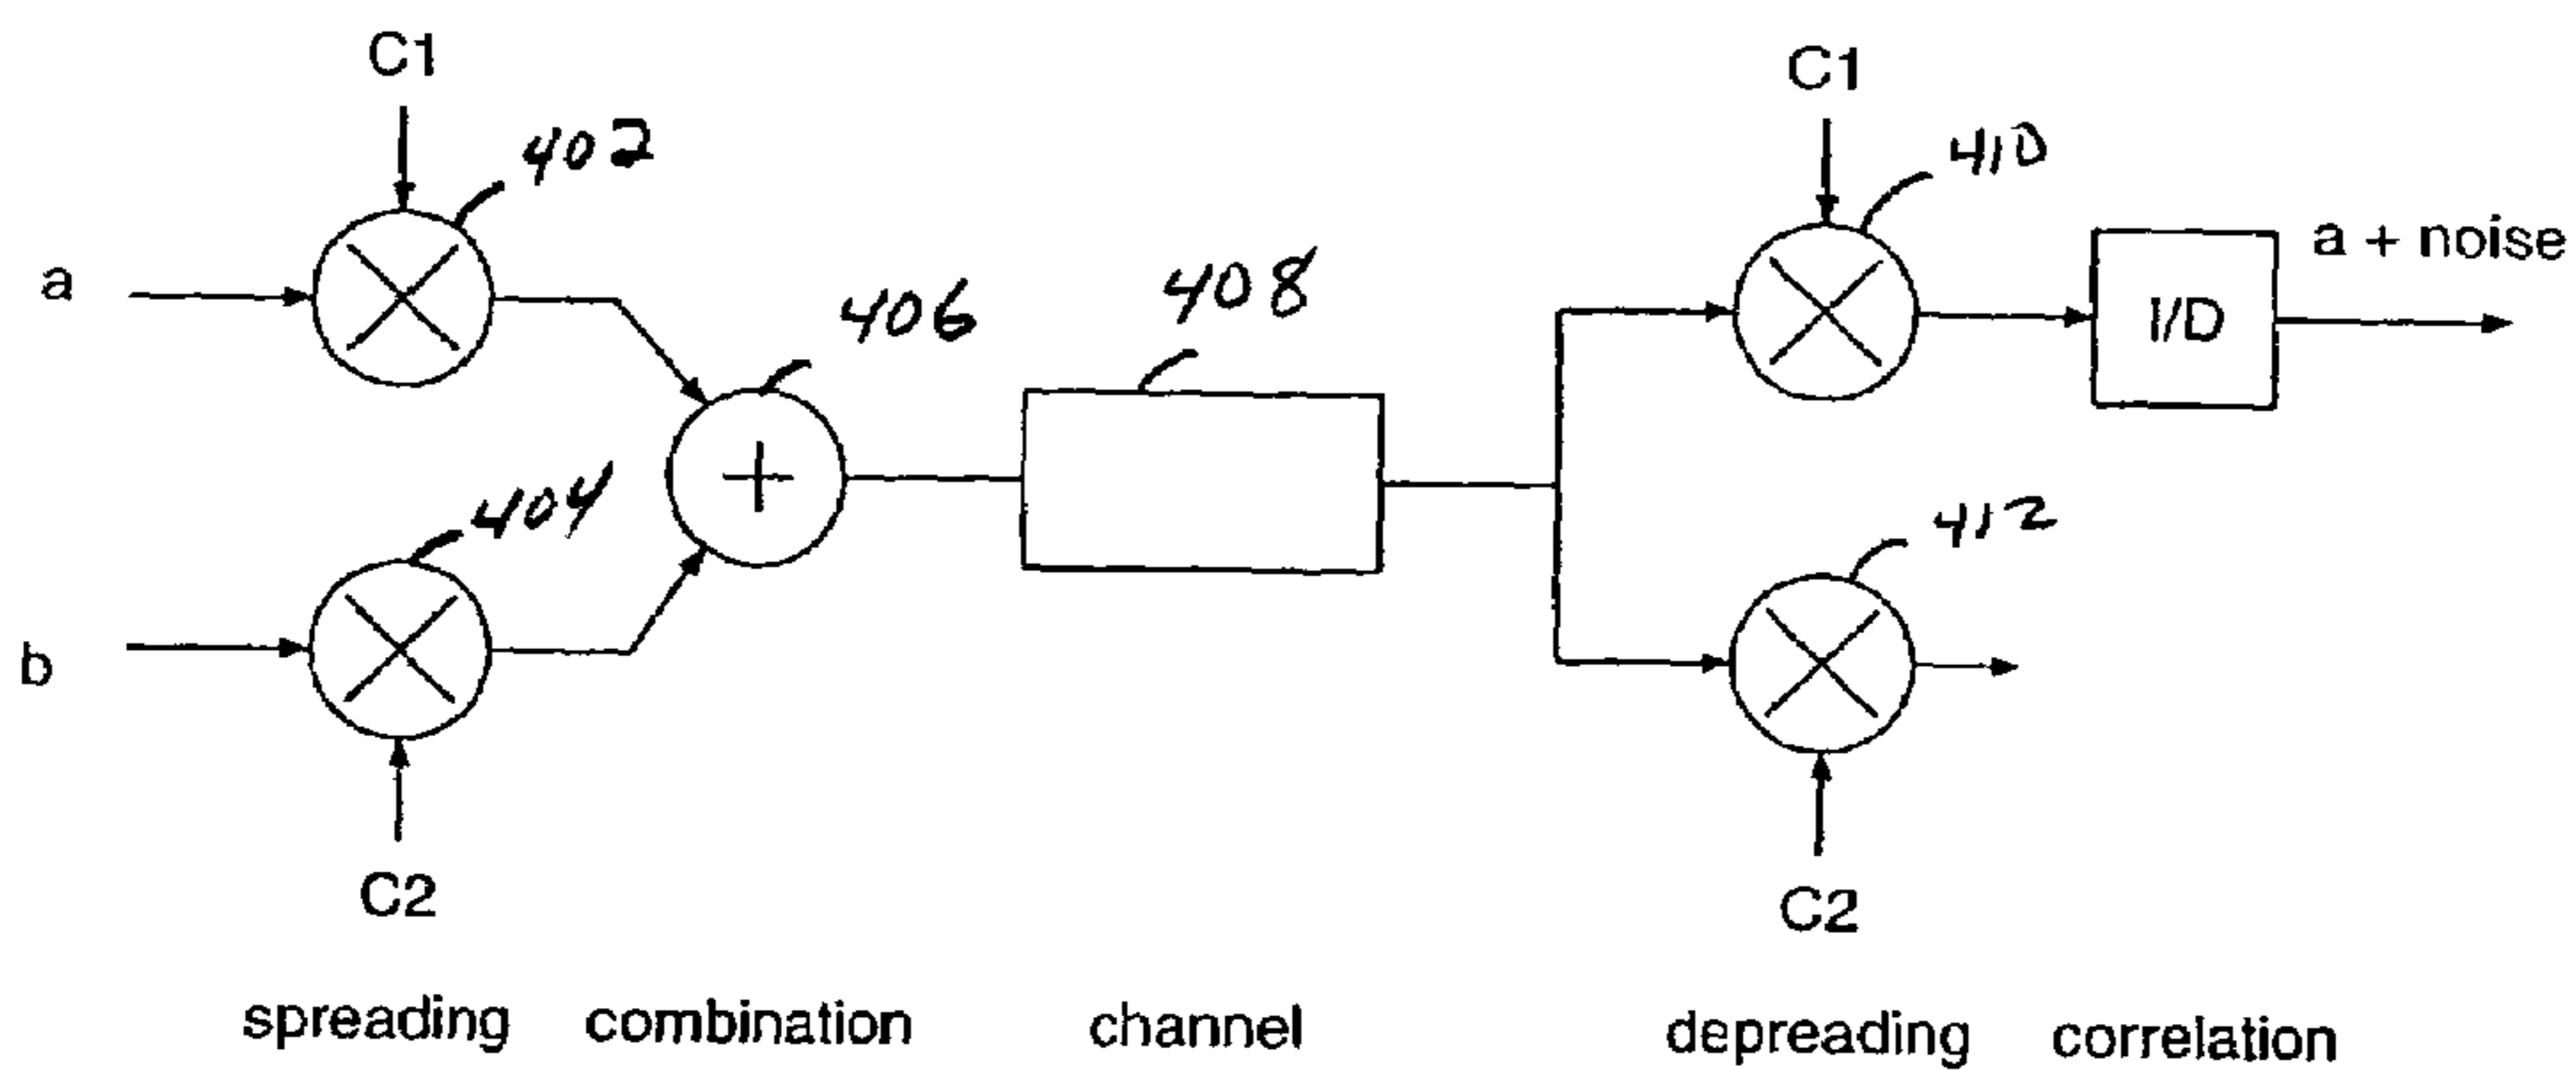 C1
C1
402
410
a
406
408
I/D
a + noise
b
404
412
C2
C2
spreading combination channel depreading correlation